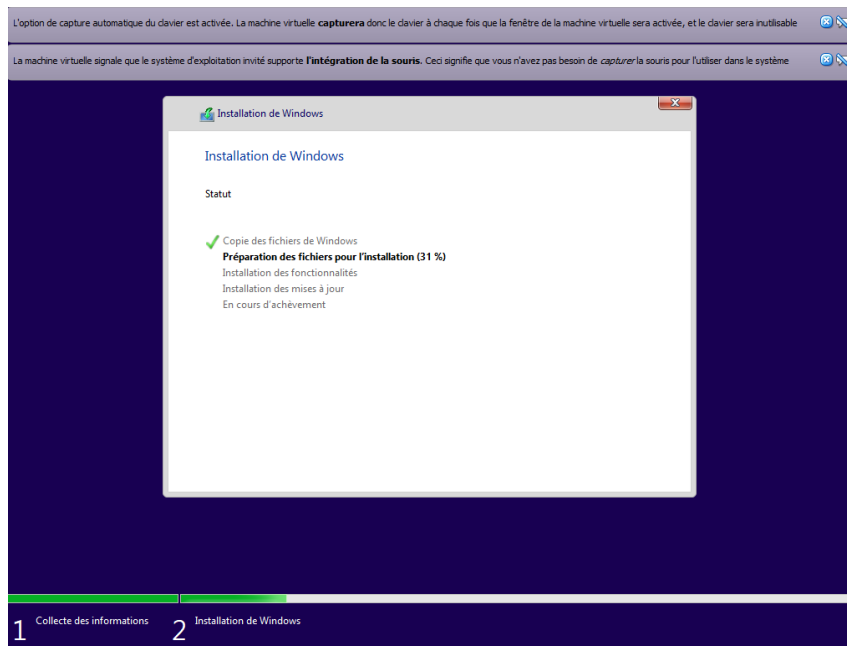 L'option de capture automatique du clavier est activée. La machine virtuelle capturera donc le clavier à chaque fois que la fenêtre de la machine virtuelle sera activée, et le clavier sera inutilisable
La machine virtuelle signale que le système d'exploitation invité supporte l'intégration de la souris. Ceci signifie que vous n'avez pas besoin de capturer la souris pour l'utiliser dans le système
Installation de Windows
Installation de Windows
Statut
Copie des fichiers de Windows
Préparation des fichiers pour l'installation (31 %)
Installation des fonctionnalités
Installation des mises à jour
En cours d'achèvement
1 Collecte des informations 2 Installation de Windows